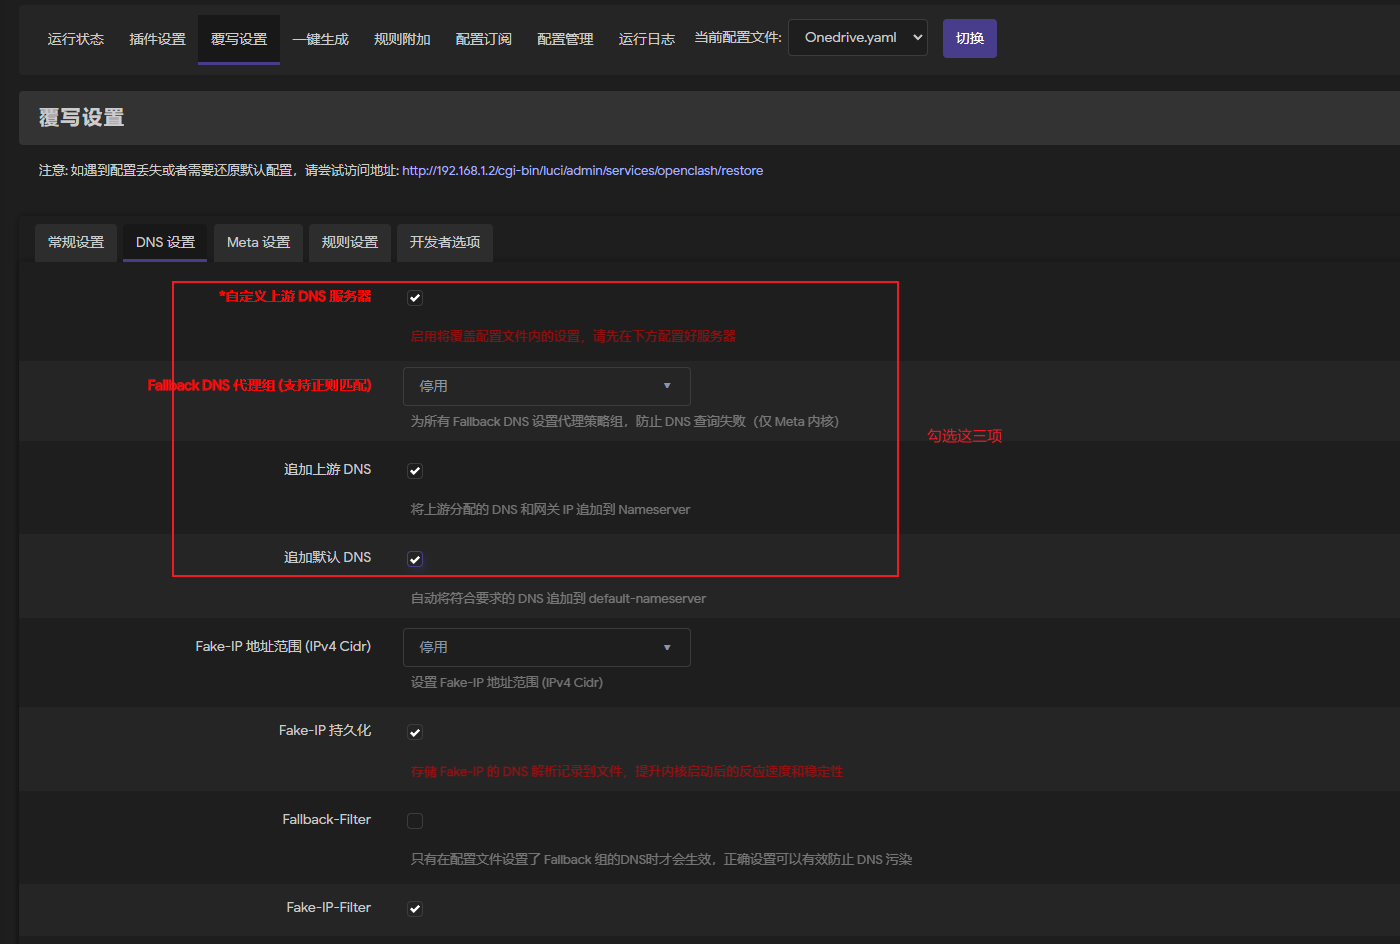 运行状态 插件设置 覆写设置 一键生成 规则附加 配置订阅 配置管理 运行日志 当前配置文件: Onedrive.yaml 切换
覆写设置
注意: 如遇到配置丢失或者需要还原默认配置，请尝试访问地址: http://192.168.1.2/cgi-bin/luci/admin/services/openclash/restore
常规设置 DNS 设置 Meta 设置 规则设置 开发者选项
*自定义上游 DNS 服务器
启用将覆盖配置文件内的设置，请先在下方配置好服务器
Fallback DNS 代理组 (支持正则匹配) 停用
为所有 Fallback DNS 设置代理策略组，防止 DNS 查询失败（仅 Meta 内核）
勾选这三项
追加上游 DNS
将上游分配的 DNS 和网关 IP 追加到 Nameserver
追加默认 DNS
自动将符合要求的 DNS 追加到 default-nameserver
Fake-IP 地址范围 (IPv4 Cidr) 停用
设置 Fake-IP 地址范围 (IPv4 Cidr)
Fake-IP 持久化
存储 Fake-IP 的 DNS 解析记录到文件，提升内核启动后的反应速度和稳定性
Fallback-Filter
只有在配置文件设置了 Fallback 组的DNS时才会生效，正确设置可以有效防止 DNS 污染
Fake-IP-Filter